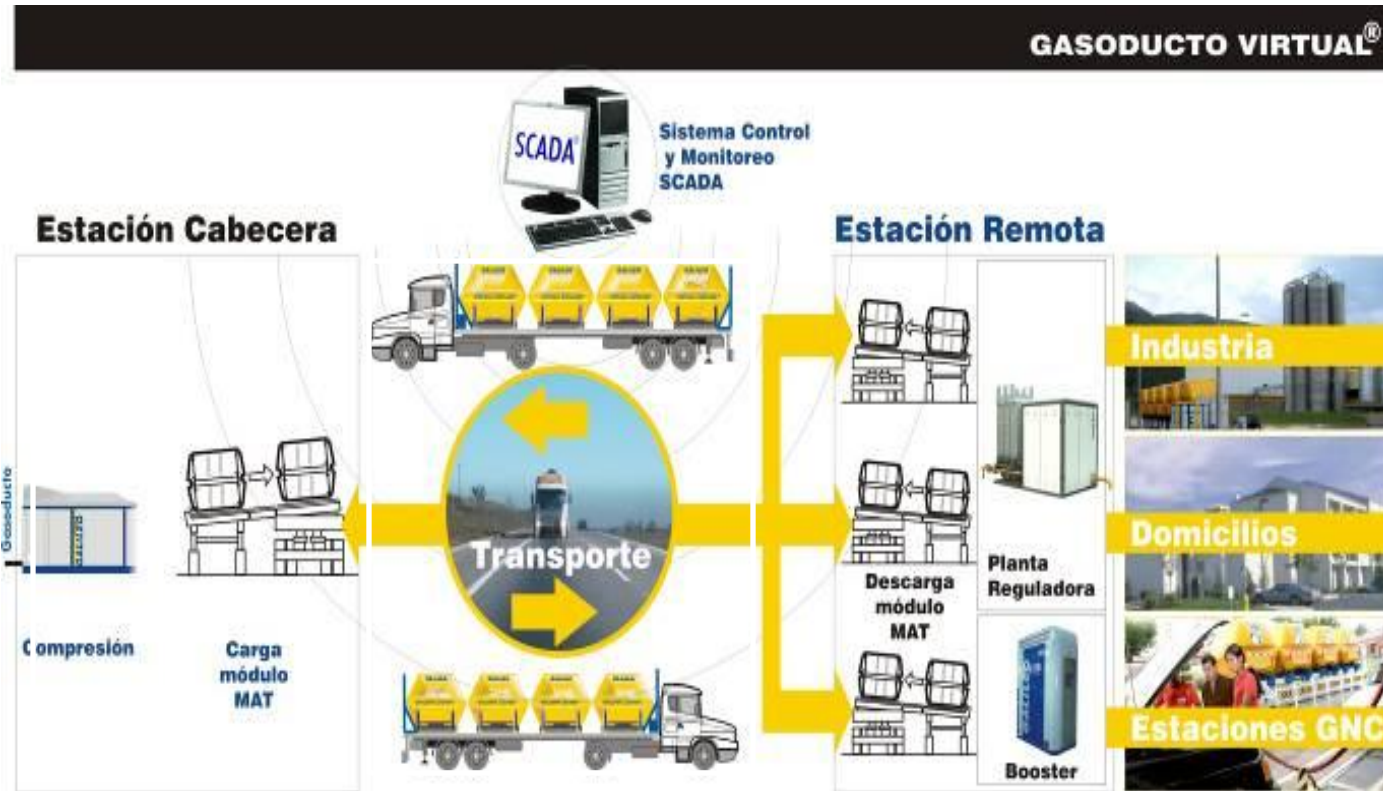 GASODUCTO VIRTUAL®
SCADA
Sistema Control
y Monitoreo
SCADA
Estación Cabecera
Estación Remota
Gasoducto
Compresión
Carga
módulo
MAT
Transporte
Descarga
módulo
MAT
Planta
Reguladora
Booster
Industria
Domicilios
Estaciones GNC